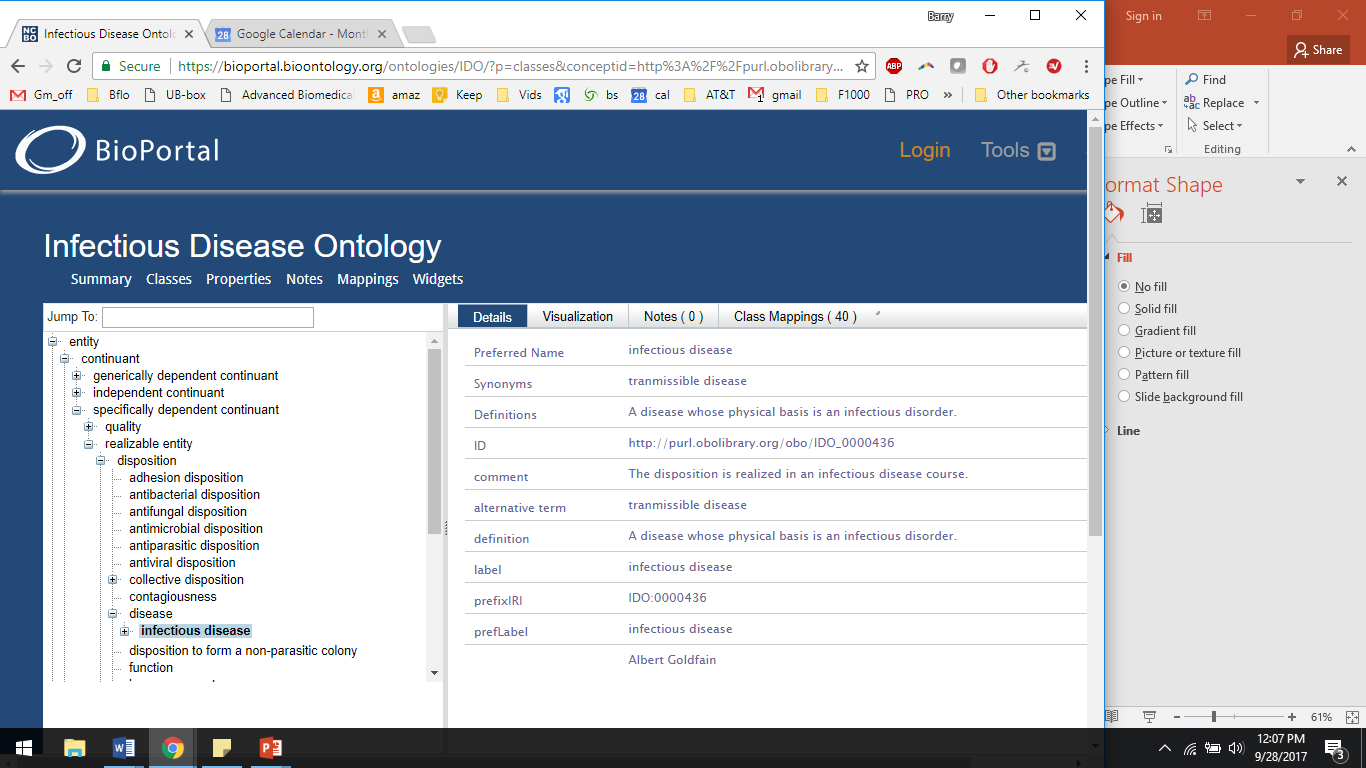 Barry
Infectious Disease Ontol
Google Calendar - Mont
Secure
https://bioportal.bioontology.org/ontologies/IDO/?p=classes&conceptid=http%3A%2F%2Fpurl.obolibrary...
ABP
Gm_off
Bflo
UB-box
Advanced Biomedica
amaz
Keep
Vids
bs
28 cal
AT&T
gmail
F1000
PRO
»
Other bookmarks
BioPortal
Login
Tools
Infectious Disease Ontology
Summary Classes Properties Notes Mappings Widgets
Jump To:
entity
continuant
generically dependent continuant
independent continuant
specifically dependent continuant
quality
realizable entity
disposition
adhesion disposition
antibacterial disposition
antifungal disposition
antimicrobial disposition
antiparasitic disposition
antiviral disposition
collective disposition
contagiousness
disease
infectious disease
disposition to form a non-parasitic colony
function
Details Visualization Notes ( 0 ) Class Mappings ( 40 )
Preferred Name infectious disease
Synonyms tranmissible disease
Definitions A disease whose physical basis is an infectious disorder.
ID http://purl.obolibrary.org/obo/IDO_0000436
comment The disposition is realized in an infectious disease course.
alternative term tranmissible disease
definition A disease whose physical basis is an infectious disorder.
label infectious disease
prefixIRI IDO:0000436
prefLabel infectious disease
Albert Goldfain
Sign in
Share
pe Fill
pe Outline
pe Effects
Find
Replace
Select
Editing
ormat Shape
Fill
No fill
Solid fill
Gradient fill
Picture or texture fill
Pattern fill
Slide background fill
Line
61%
12:07 PM
9/28/2017
3